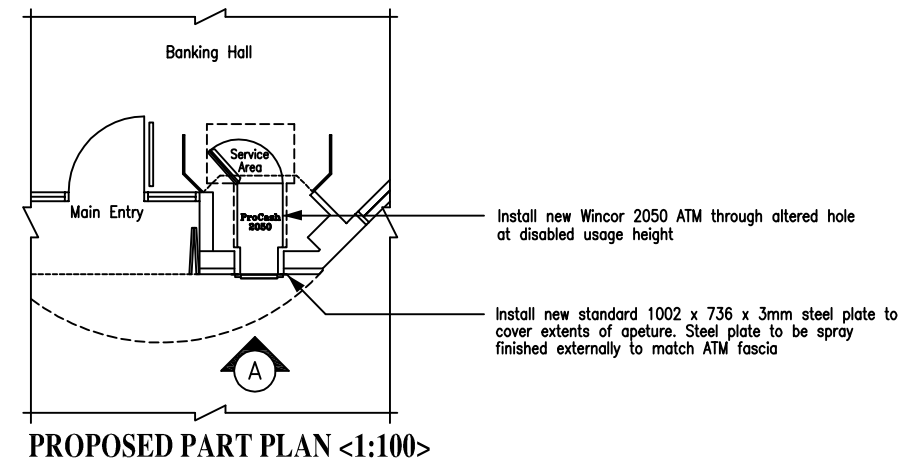 Banking Hall
Service
Area
Main Entry
ProCash
2050
Install new Wincor 2050 ATM through altered hole
at disabled usage height
Install new standard 1002 x 736 x 3mm steel plate to
cover extents of apeture. Steel plate to be spray
finished externally to match ATM fascia
A
PROPOSED PART PLAN <1:100>